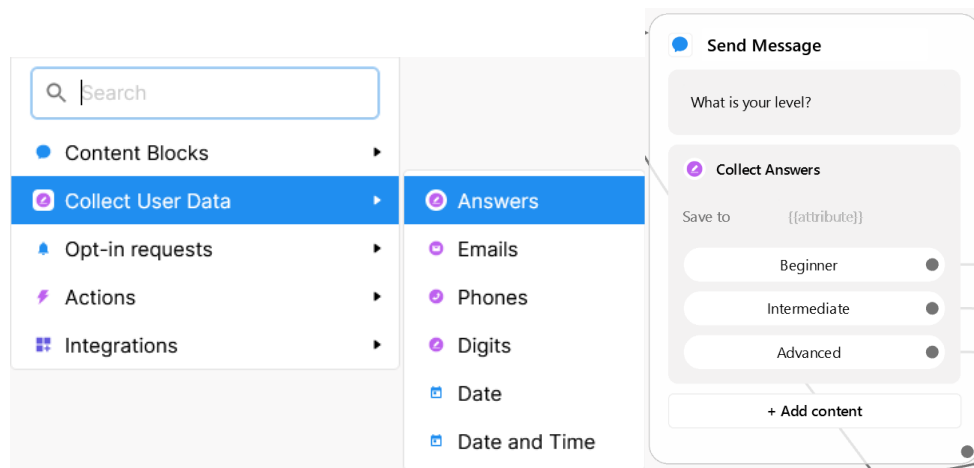 Search
Content Blocks
Collect User Data
Opt-in requests
Actions
Integrations
Answers
Emails
Phones
Digits
Date
Date and Time
Send Message
What is your level?
Collect Answers
Save to {{attribute}}
Beginner
Intermediate
Advanced
+ Add content